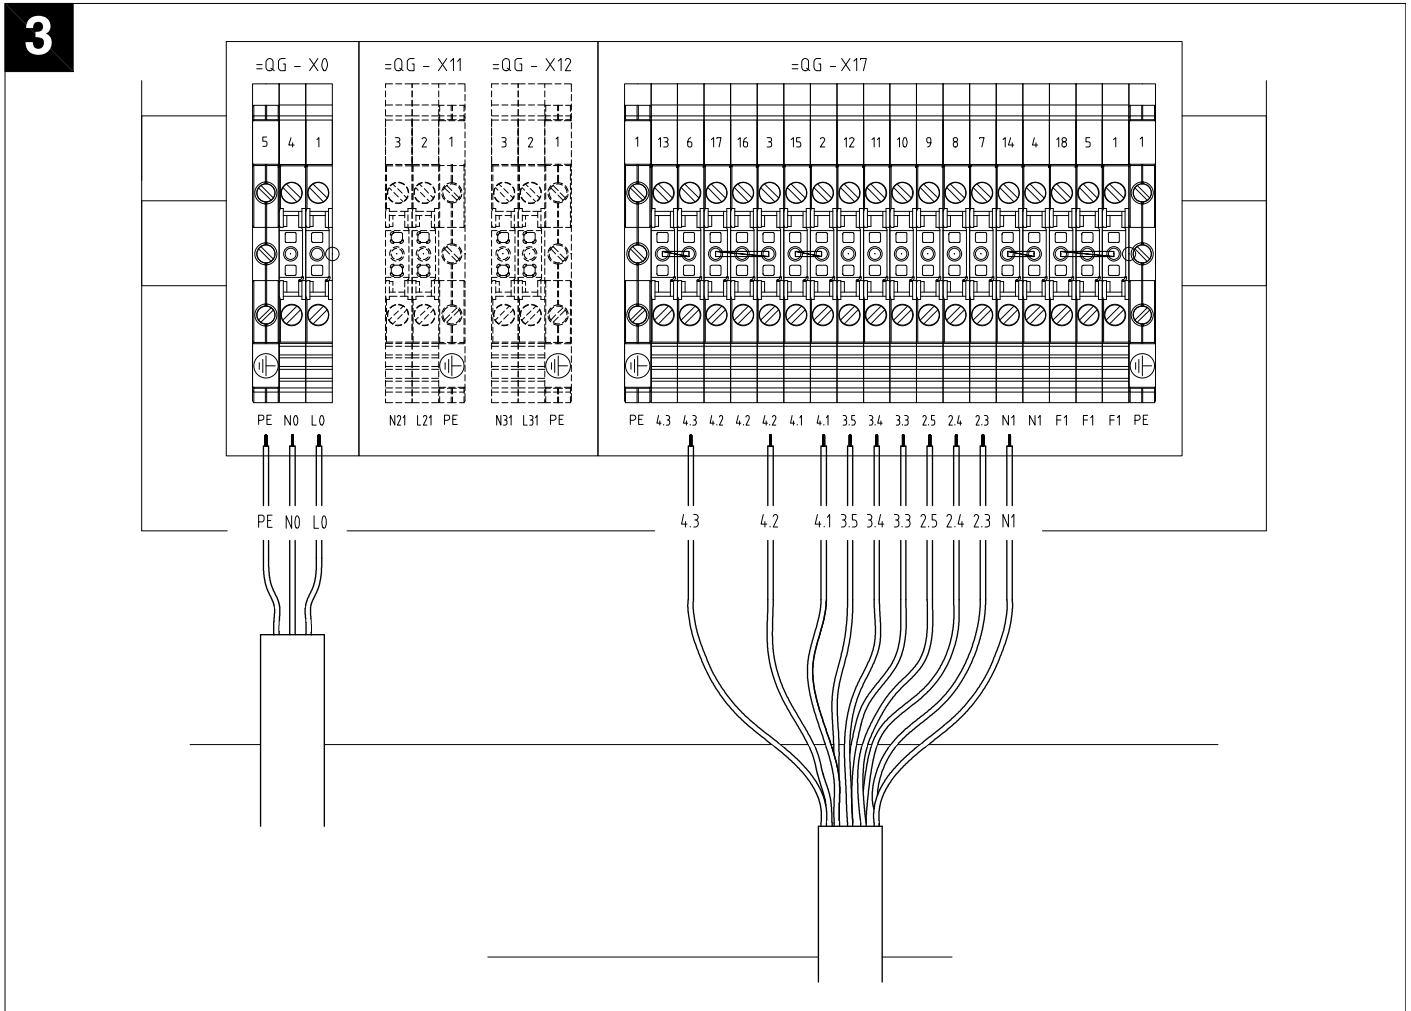 3
=QG - X0 =QG - X11 =QG - X12 =QG - X17
5 4 1 3 2 1 3 2 1 1 13 6 17 16 3 15 2 12 11 10 9 8 7 14 4 18 5 1 1
PE N0 L0 N21 L21 PE N31 L31 PE PE 4.3 4.3 4.2 4.2 4.2 4.1 4.1 3.5 3.4 3.3 2.5 2.4 2.3 N1 N1 F1 F1 F1 PE
PE N0 L0 4.3 4.2 4.1 3.5 3.4 3.3 2.5 2.4 2.3 N1